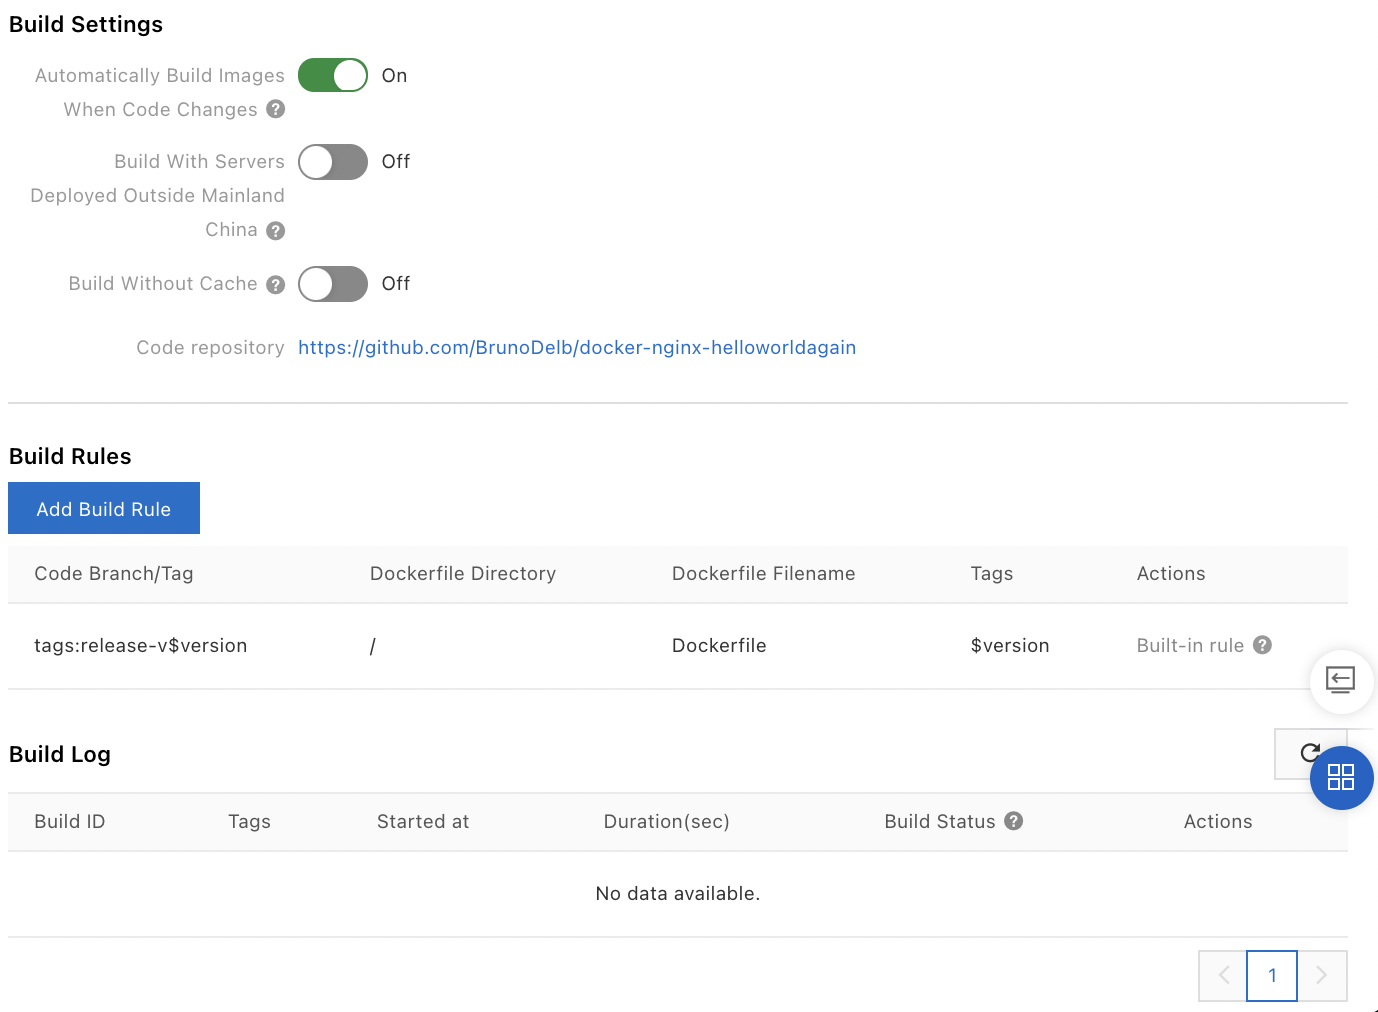 Build Settings
Automatically Build Images On
When Code Changes ?
Build With Servers Off
Deployed Outside Mainland
China ?
Build Without Cache ? Off
Code repository https://github.com/BrunoDelb/docker-nginx-helloworldagain
Build Rules
Add Build Rule
Code Branch/Tag Dockerfile Directory Dockerfile Filename Tags Actions
tags:release-v$version / Dockerfile $version Built-in rule ?
Build Log
Build ID Tags Started at Duration(sec) Build Status ? Actions
No data available.
1